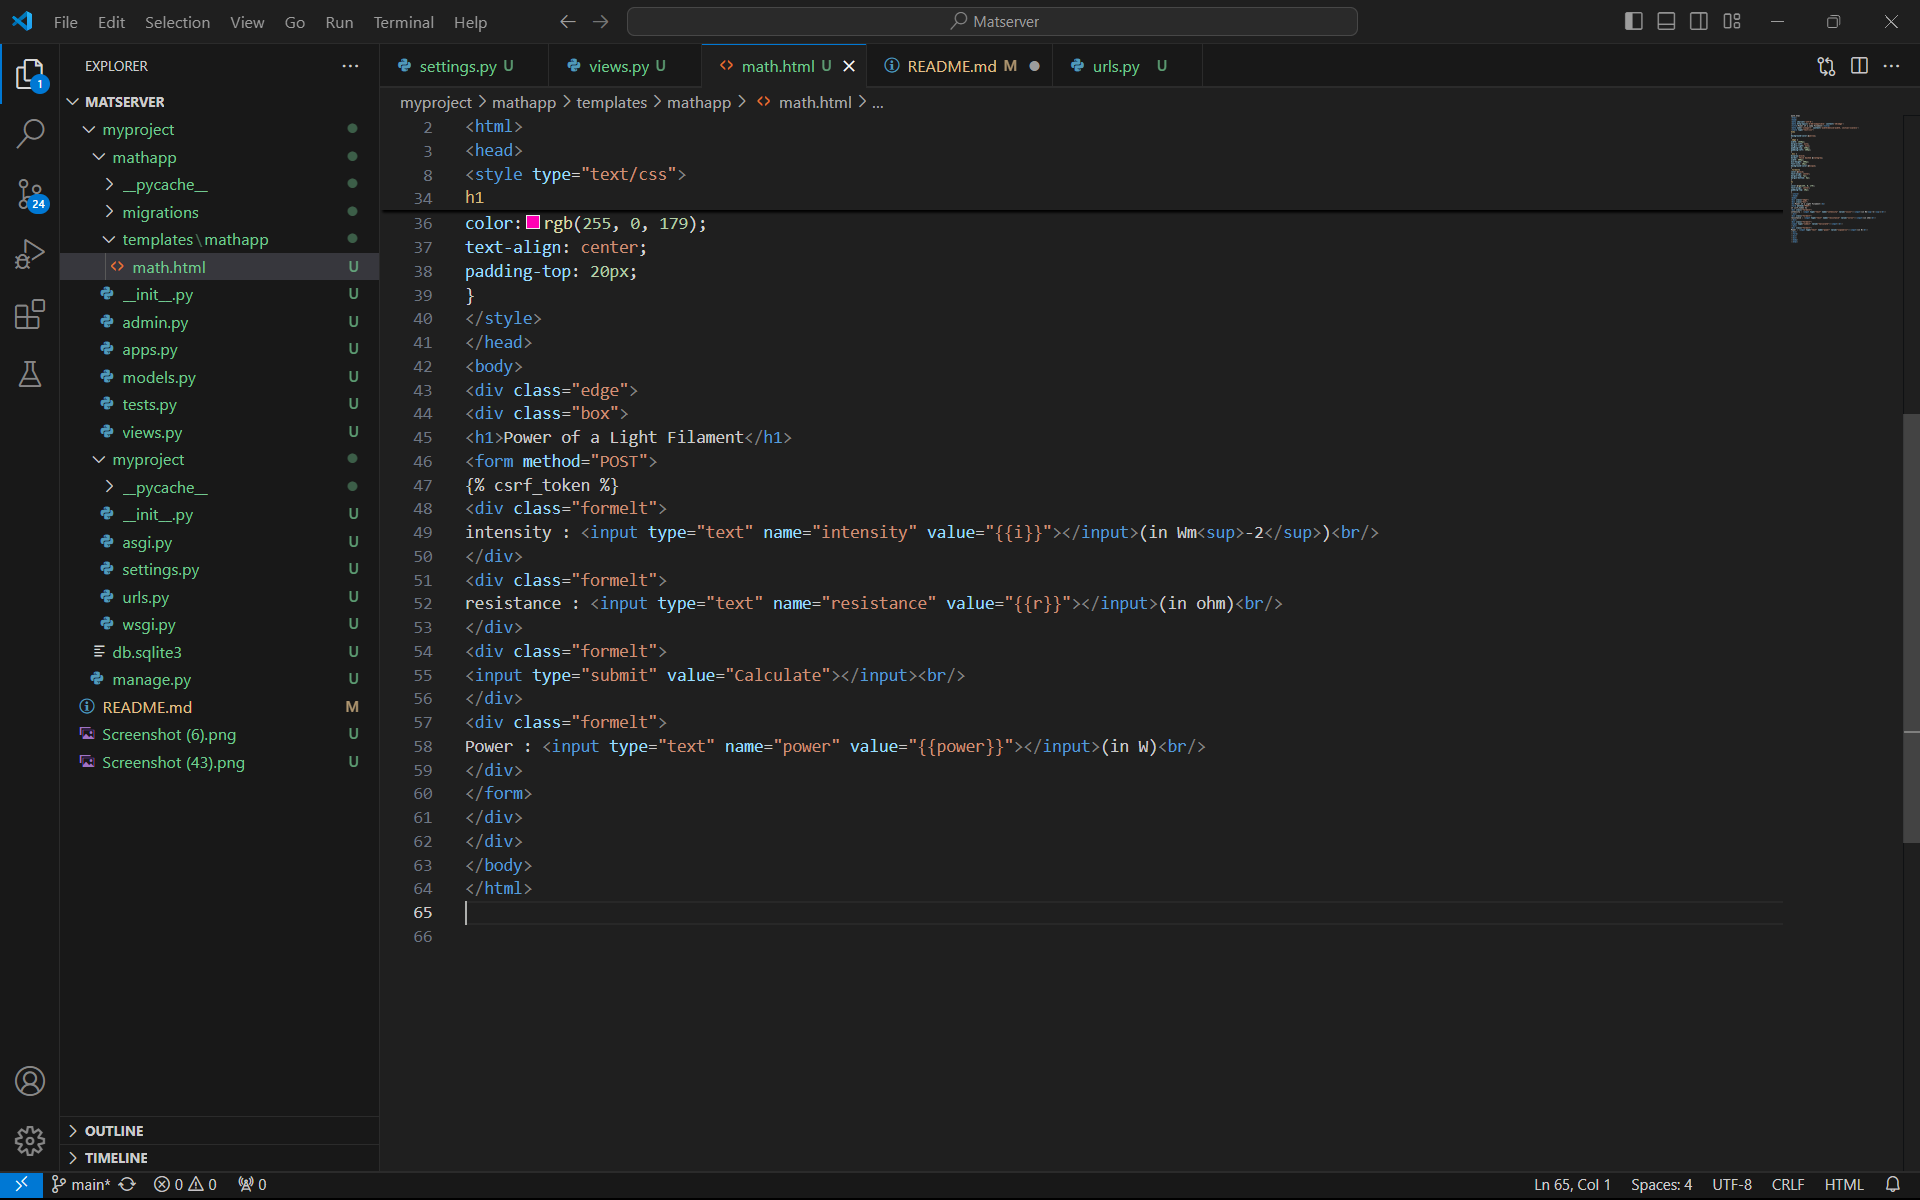 File Edit Selection View Go Run Terminal Help
Matserver
EXPLORER
MATSERVER
myproject
mathapp
__pycache__
migrations
templates\mathapp
math.html U
__init__.py U
admin.py U
apps.py U
models.py U
tests.py U
views.py U
myproject
__pycache__
__init__.py U
asgi.py U
settings.py U
urls.py U
wsgi.py U
db.sqlite3 U
manage.py U
README.md M
Screenshot (6).png U
Screenshot (43).png U
OUTLINE
TIMELINE
1
24
settings.py U views.py U math.html U README.md M urls.py U
myproject > mathapp > templates > mathapp > math.html > ...
2 <html>
3 <head>
8 <style type="text/css">
34 h1
36 color: rgb(255, 0, 179);
37 text-align: center;
38 padding-top: 20px;
39 }
40 </style>
41 </head>
42 <body>
43 <div class="edge">
44 <div class="box">
45 <h1>Power of a Light Filament</h1>
46 <form method="POST">
47 {% csrf_token %}
48 <div class="formelt">
49 intensity : <input type="text" name="intensity" value="{{i}}"></input>(in Wm<sup>-2</sup>)<br/>
50 </div>
51 <div class="formelt">
52 resistance : <input type="text" name="resistance" value="{{r}}"></input>(in ohm)<br/>
53 </div>
54 <div class="formelt">
55 <input type="submit" value="Calculate"></input><br/>
56 </div>
57 <div class="formelt">
58 Power : <input type="text" name="power" value="{{power}}"></input>(in W)<br/>
59 </div>
60 </form>
61 </div>
62 </div>
63 </body>
64 </html>
65
66
main* 0 0 0 Ln 65, Col 1 Spaces: 4 UTF-8 CRLF HTML